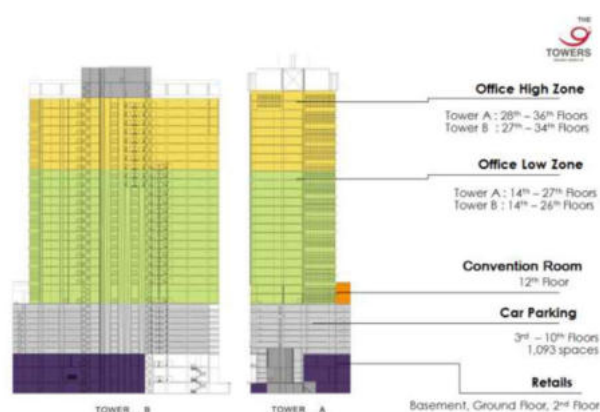 THE
9
TOWERS
Office High Zone
Tower A : 28th – 36th Floors
Tower B : 27th – 34th Floors
Office Low Zone
Tower A : 14th – 27th Floors
Tower B : 14th – 26th Floors
Convention Room
12th Floor
Car Parking
3rd – 10th Floors
1,093 spaces
Retails
Basement, Ground Floor, 2nd Floor
TOWER B
TOWER A